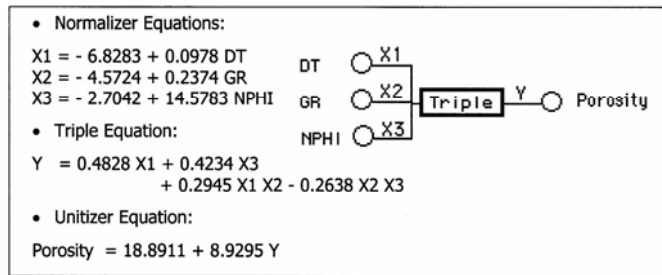 • Normalizer Equations:
X1 = - 6.8283 + 0.0978 DT
X2 = - 4.5724 + 0.2374 GR
X3 = - 2.7042 + 14.5783 NPHI
• Triple Equation:
Y = 0.4828 X1 + 0.4234 X3
+ 0.2945 X1 X2 - 0.2638 X2 X3
• Unitizer Equation:
Porosity = 18.8911 + 8.9295 Y
DT X1
GR X2 Triple Y Porosity
NPHI X3